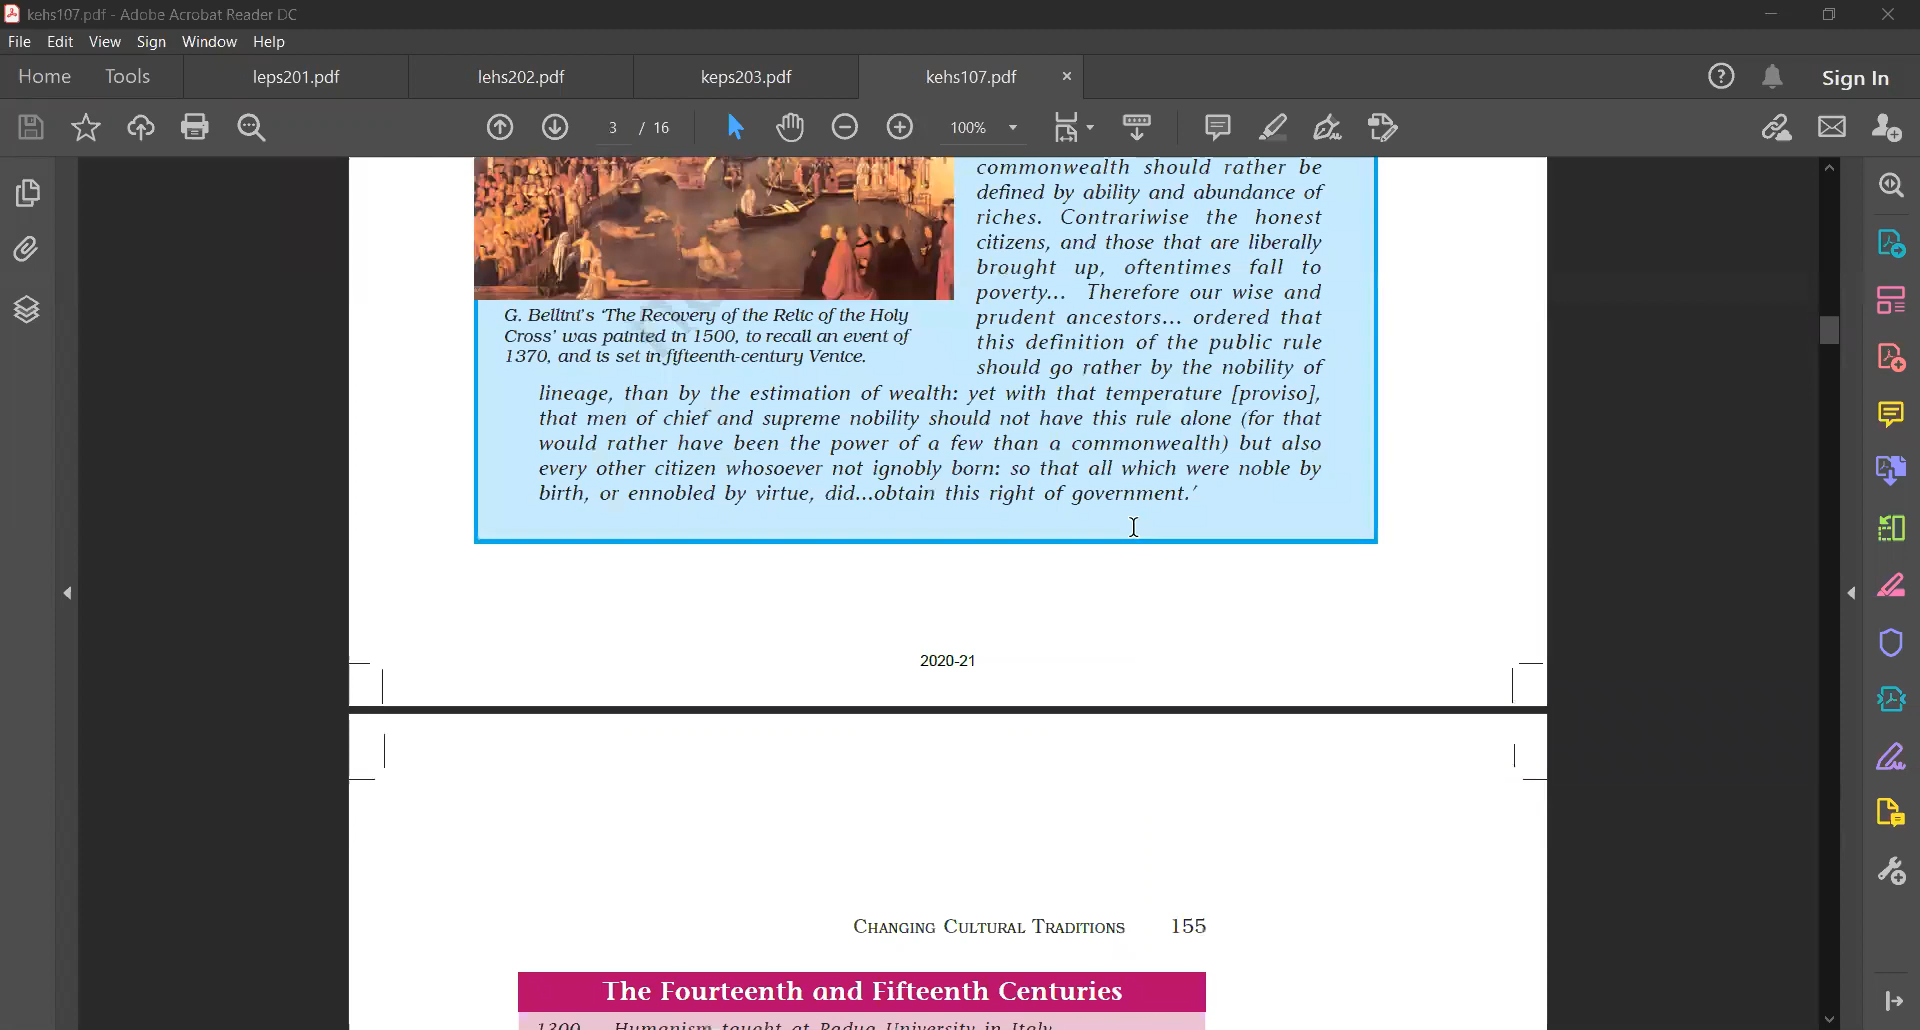 kehs107.pdf - Adobe Acrobat Reader DC
File Edit View Sign Window Help
Home Tools leps201.pdf lehs202.pdf keps203.pdf kehs107.pdf Sign In
3 / 16 100%
commonwealth should rather be
defined by ability and abundance of
riches. Contrariwise the honest
citizens, and those that are liberally
brought up, oftentimes fall to
poverty... Therefore our wise and
prudent ancestors... ordered that
this definition of the public rule
should go rather by the nobility of
G. Bellini's 'The Recovery of the Relic of the Holy
Cross' was painted in 1500, to recall an event of
1370, and is set in fifteenth-century Venice.
lineage, than by the estimation of wealth: yet with that temperature [proviso],
that men of chief and supreme nobility should not have this rule alone (for that
would rather have been the power of a few than a commonwealth) but also
every other citizen whosoever not ignobly born: so that all which were noble by
birth, or ennobled by virtue, did...obtain this right of government.'
2020-21
CHANGING CULTURAL TRADITIONS 155
The Fourteenth and Fifteenth Centuries
1300 Humanism taught at Padua University in Italy